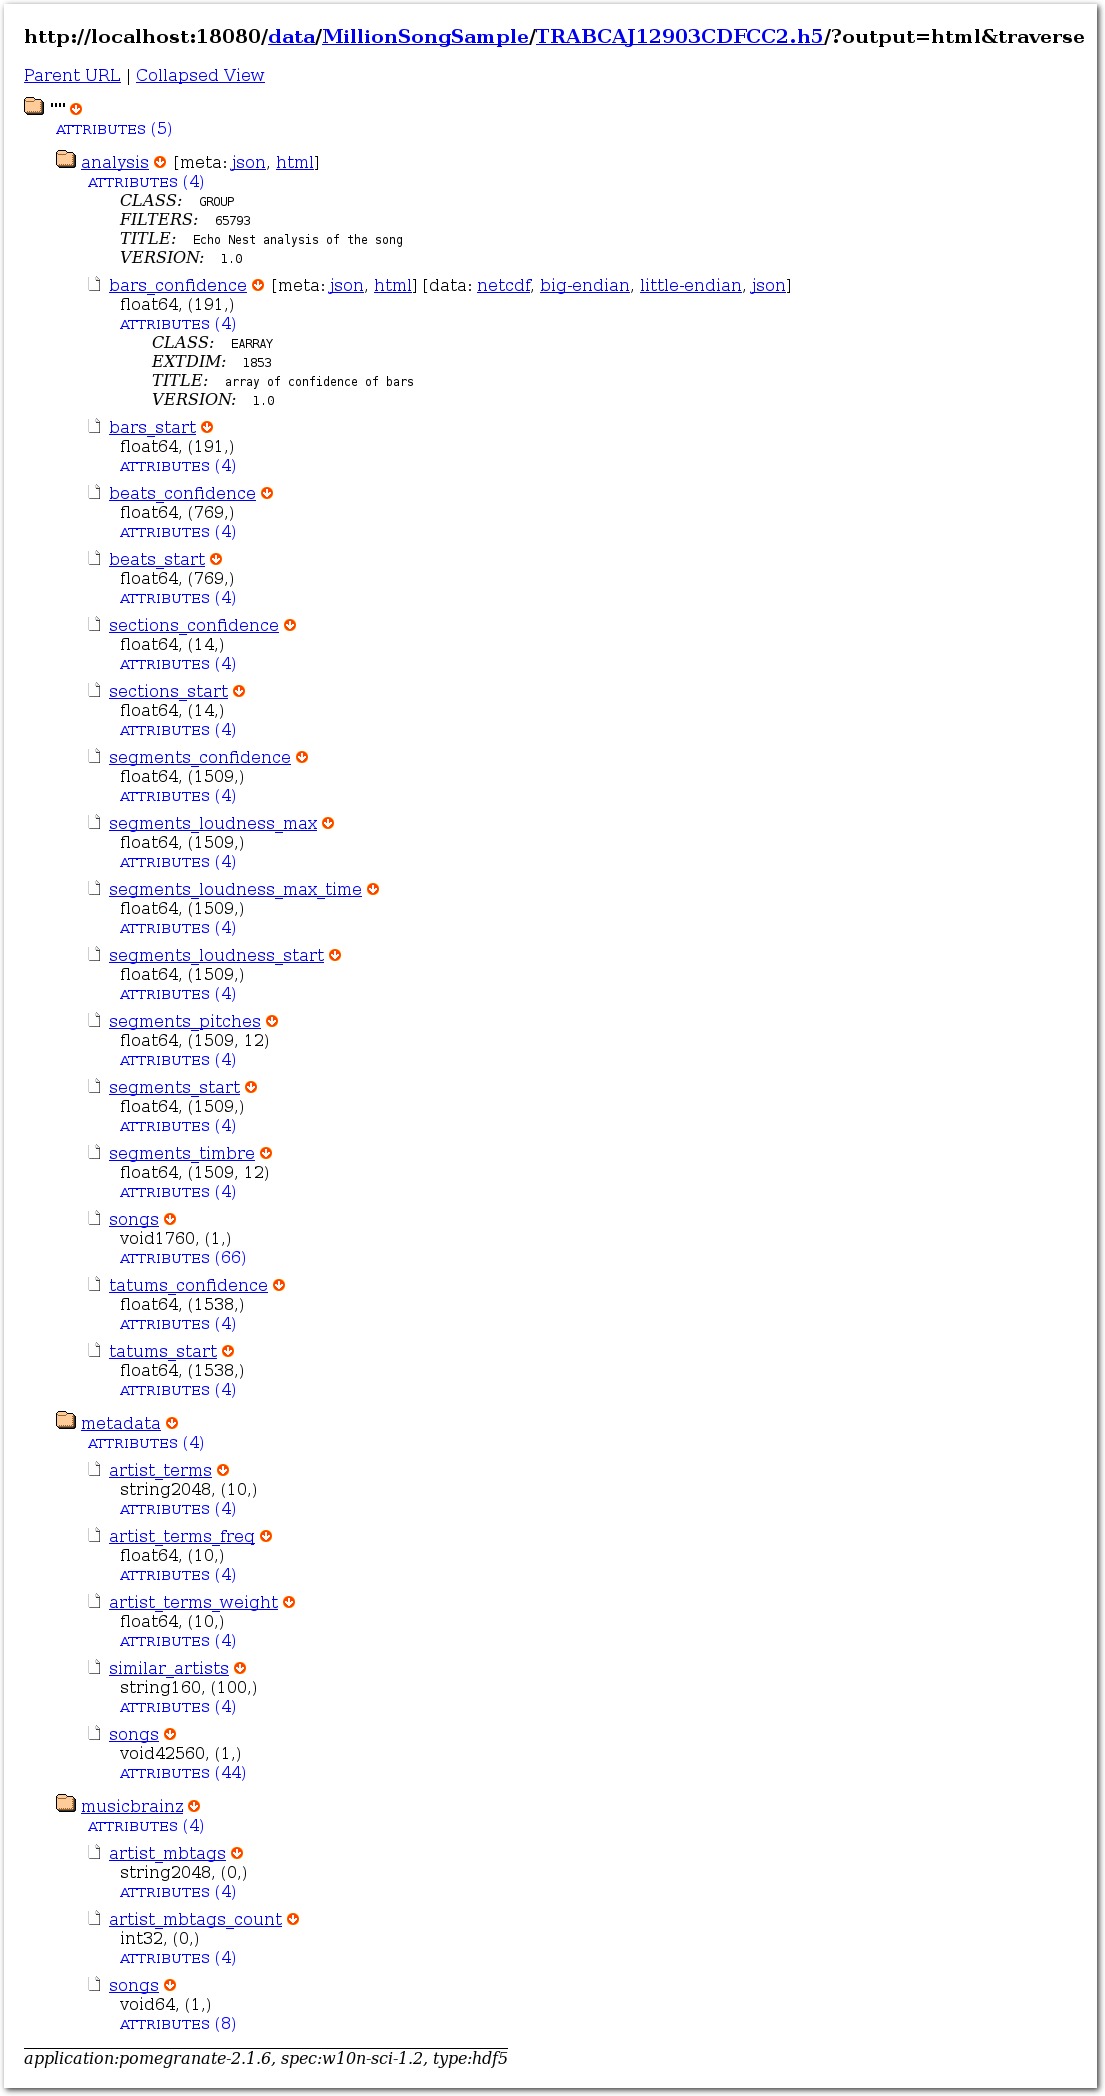 http://localhost:18080/data/MillionSongSample/TRABCAJ12903CDFCC2.h5/?output=html&traverse
Parent URL | Collapsed View
""
ATTRIBUTES (5)
analysis [meta: json, html]
ATTRIBUTES (4)
CLASS: GROUP
FILTERS: 65793
TITLE: Echo Nest analysis of the song
VERSION: 1.0
bars_confidence [meta: json, html] [data: netcdf, big-endian, little-endian, json]
float64, (191,)
ATTRIBUTES (4)
CLASS: EARRAY
EXTDIM: 1853
TITLE: array of confidence of bars
VERSION: 1.0
bars_start
float64, (191,)
ATTRIBUTES (4)
beats_confidence
float64, (769,)
ATTRIBUTES (4)
beats_start
float64, (769,)
ATTRIBUTES (4)
sections_confidence
float64, (14,)
ATTRIBUTES (4)
sections_start
float64, (14,)
ATTRIBUTES (4)
segments_confidence
float64, (1509,)
ATTRIBUTES (4)
segments_loudness_max
float64, (1509,)
ATTRIBUTES (4)
segments_loudness_max_time
float64, (1509,)
ATTRIBUTES (4)
segments_loudness_start
float64, (1509,)
ATTRIBUTES (4)
segments_pitches
float64, (1509, 12)
ATTRIBUTES (4)
segments_start
float64, (1509,)
ATTRIBUTES (4)
segments_timbre
float64, (1509, 12)
ATTRIBUTES (4)
songs
void1760, (1,)
ATTRIBUTES (66)
tatums_confidence
float64, (1538,)
ATTRIBUTES (4)
tatums_start
float64, (1538,)
ATTRIBUTES (4)
metadata
ATTRIBUTES (4)
artist_terms
string2048, (10,)
ATTRIBUTES (4)
artist_terms_freq
float64, (10,)
ATTRIBUTES (4)
artist_terms_weight
float64, (10,)
ATTRIBUTES (4)
similar_artists
string160, (100,)
ATTRIBUTES (4)
songs
void42560, (1,)
ATTRIBUTES (44)
musicbrainz
ATTRIBUTES (4)
artist_mbtags
string2048, (0,)
ATTRIBUTES (4)
artist_mbtags_count
int32, (0,)
ATTRIBUTES (4)
songs
void64, (1,)
ATTRIBUTES (8)
application:pomegranate-2.1.6, spec:w10n-sci-1.2, type:hdf5